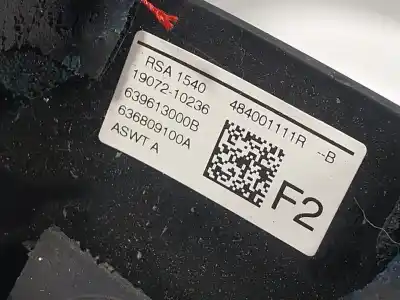 RSA 1540 484001111R --B
19072-10236
639613000B
636809100A
ASWT A
F2